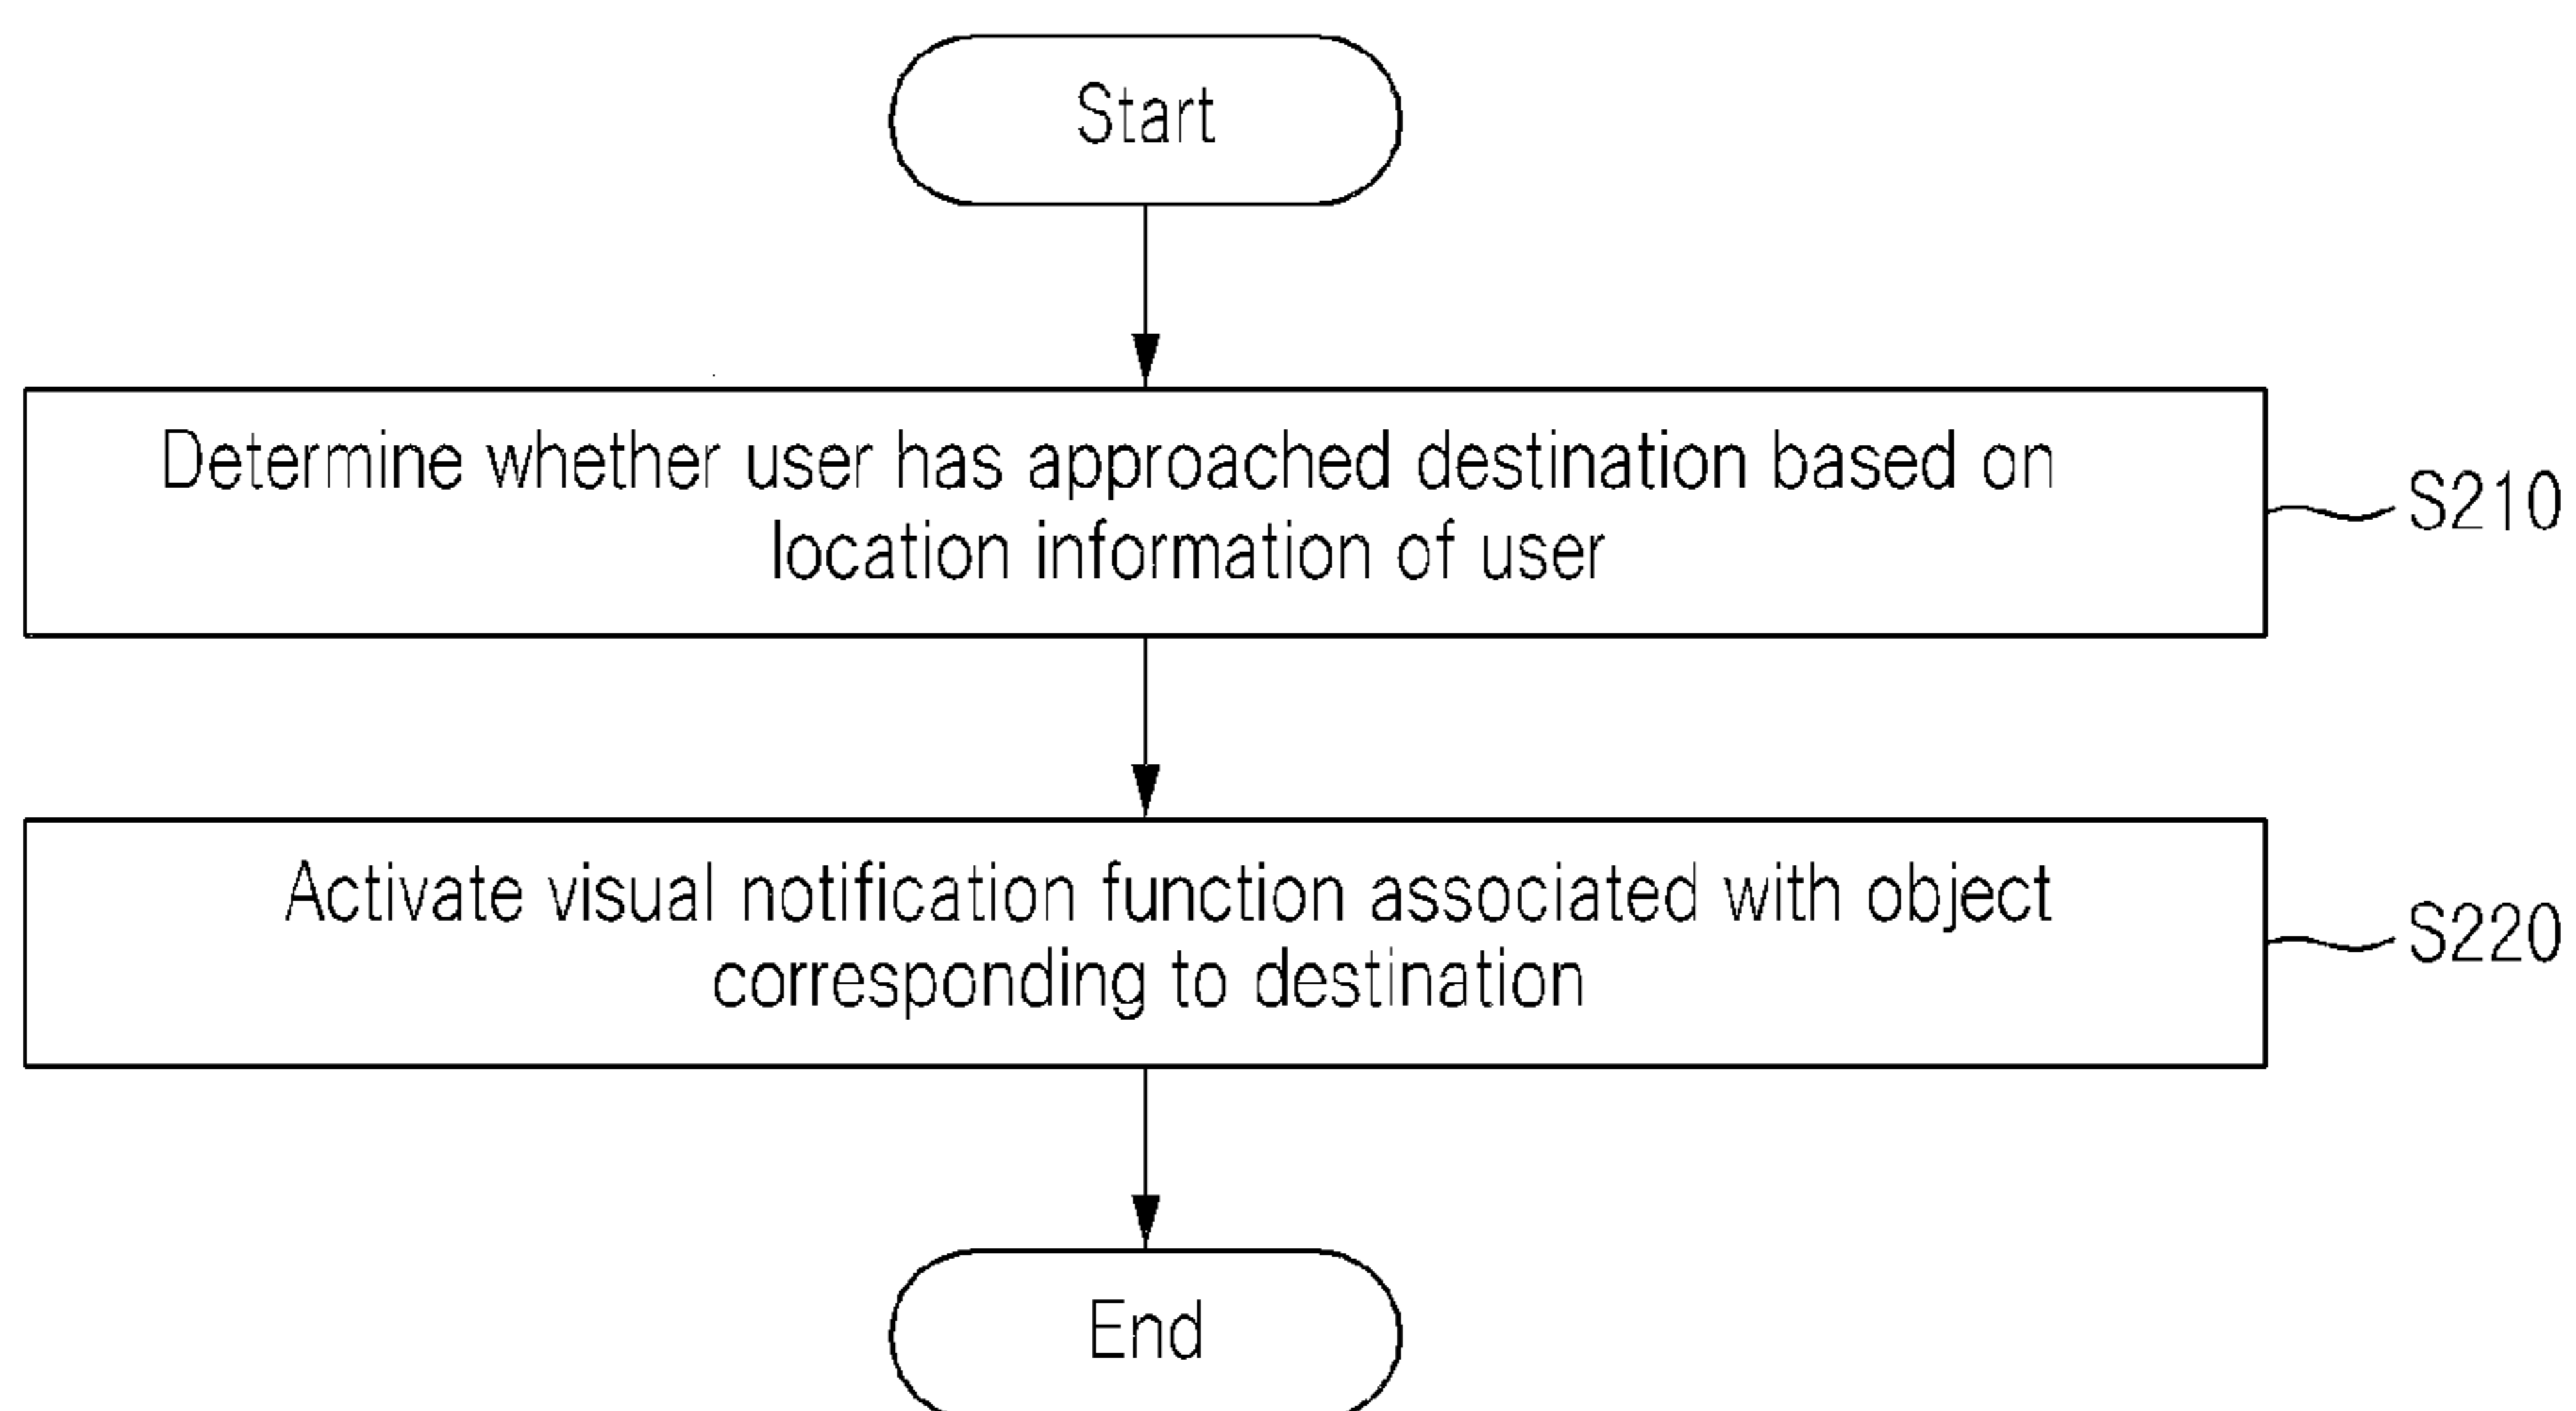 Start
Determine whether user has approached destination based on
location information of user
S210
Activate visual notification function associated with object
corresponding to destination
S220
End